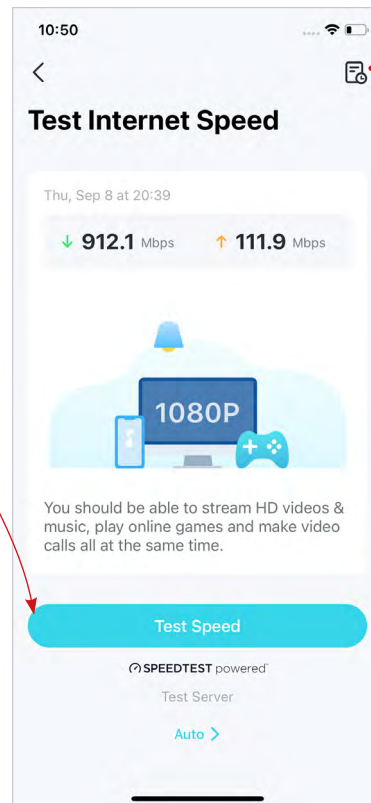 10:50
Test Internet Speed
Thu, Sep 8 at 20:39
↓ 912.1 Mbps ↑ 111.9 Mbps
1080P
You should be able to stream HD videos &
music, play online games and make video
calls all at the same time.
Test Speed
SPEEDTEST powered
Test Server
Auto >